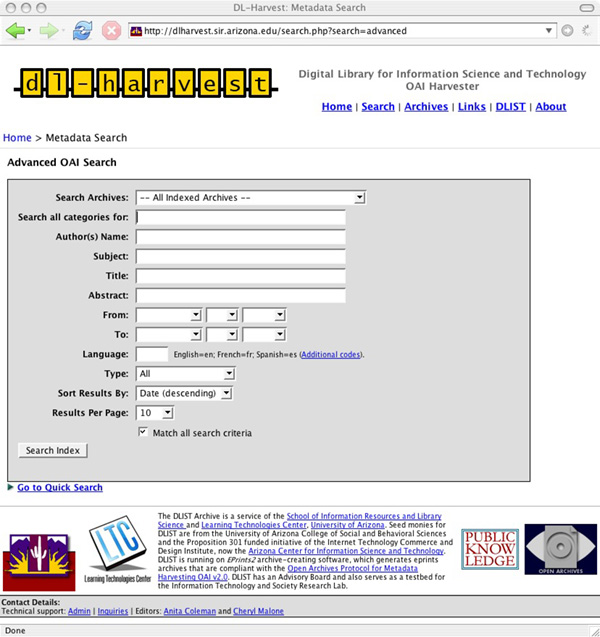 DL-Harvest: Metadata Search
http://dlharvest.sir.arizona.edu/search.php?search=advanced
dl-harvest
Digital Library for Information Science and Technology
OAI Harvester
Home | Search | Archives | Links | DLIST | About
Home > Metadata Search
Advanced OAI Search
Search Archives: -- All Indexed Archives --
Search all categories for:
Author(s) Name:
Subject:
Title:
Abstract:
From:
To:
Language: English=en; French=fr; Spanish=es (Additional codes).
Type: All
Sort Results By: Date (descending)
Results Per Page: 10
Match all search criteria
Search Index
Go to Quick Search
The DLIST Archive is a service of the School of Information Resources and Library
Science and Learning Technologies Center, University of Arizona. Seed monies for
DLIST are from the University of Arizona College of Social and Behavioral Sciences
and the Proposition 301 funded initiative of the Internet Technology Commerce and
Design Institute, now the Arizona Center for Information Science and Technology.
DLIST is running on EPrints2 archive-creating software, which generates eprints
archives that are compliant with the Open Archives Protocol for Metadata
Harvesting OAI v2.0. DLIST has an Advisory Board and also serves as a testbed for
the Information Technology and Society Research Lab.
LTC
Learning Technologies Center
PUBLIC
KNOW
LEDGE
OPEN ARCHIVES
Contact Details:
Technical support: Admin | Inquiries | Editors: Anita Coleman and Cheryl Malone
Done